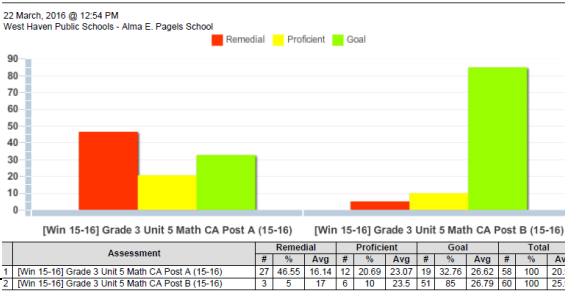 22 March, 2016 @ 12:54 PM
West Haven Public Schools - Alma E. Pagels School
Remedial Proficient Goal
90
80
70
60
50
40
30
20
10
0
[Win 15-16] Grade 3 Unit 5 Math CA Post A (15-16) [Win 15-16] Grade 3 Unit 5 Math CA Post B (15-16)
Assessment Remedial Proficient Goal Total
# % Avg # % Avg # % Avg # %
1 [Win 15-16] Grade 3 Unit 5 Math CA Post A (15-16) 27 46.55 16.14 12 20.69 23.07 19 32.76 26.62 58 100
2 [Win 15-16] Grade 3 Unit 5 Math CA Post B (15-16) 3 5 17 6 10 23.5 51 85 26.79 60 100